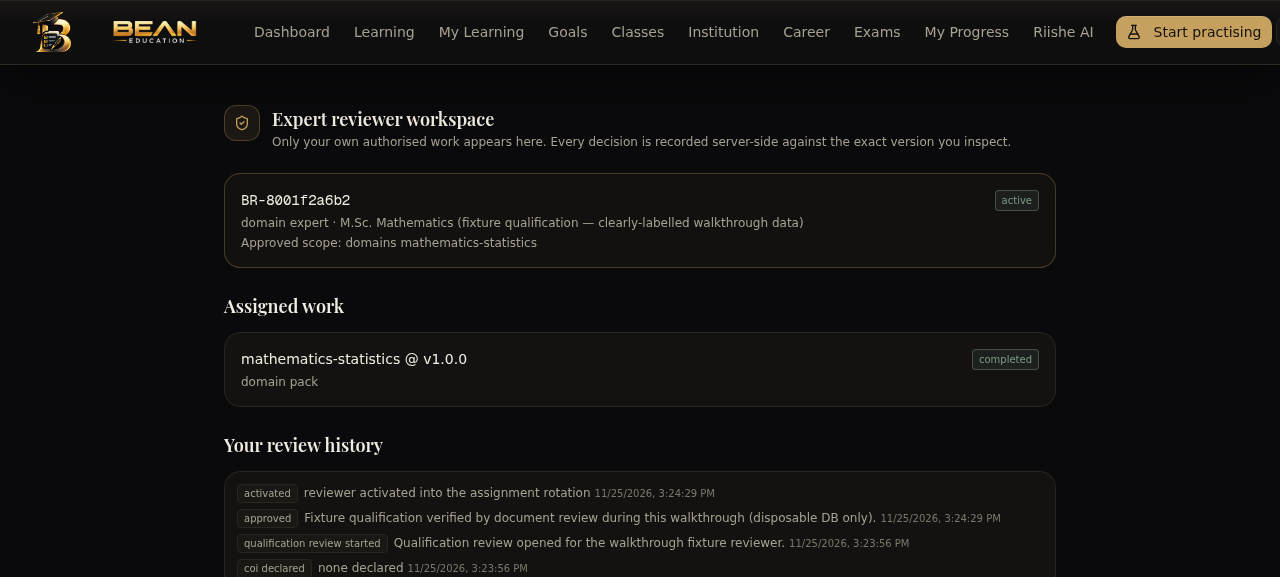 B BEAN EDUCATION Dashboard Learning My Learning Goals Classes Institution Career Exams My Progress Riishe AI Start practising
Expert reviewer workspace
Only your own authorised work appears here. Every decision is recorded server-side against the exact version you inspect.
BR-8001f2a6b2 active
domain expert · M.Sc. Mathematics (fixture qualification — clearly-labelled walkthrough data)
Approved scope: domains mathematics-statistics
Assigned work
mathematics-statistics @ v1.0.0 completed
domain pack
Your review history
activated reviewer activated into the assignment rotation 11/25/2026, 3:24:29 PM
approved Fixture qualification verified by document review during this walkthrough (disposable DB only). 11/25/2026, 3:24:29 PM
qualification review started Qualification review opened for the walkthrough fixture reviewer. 11/25/2026, 3:23:56 PM
coi declared none declared 11/25/2026, 3:23:56 PM